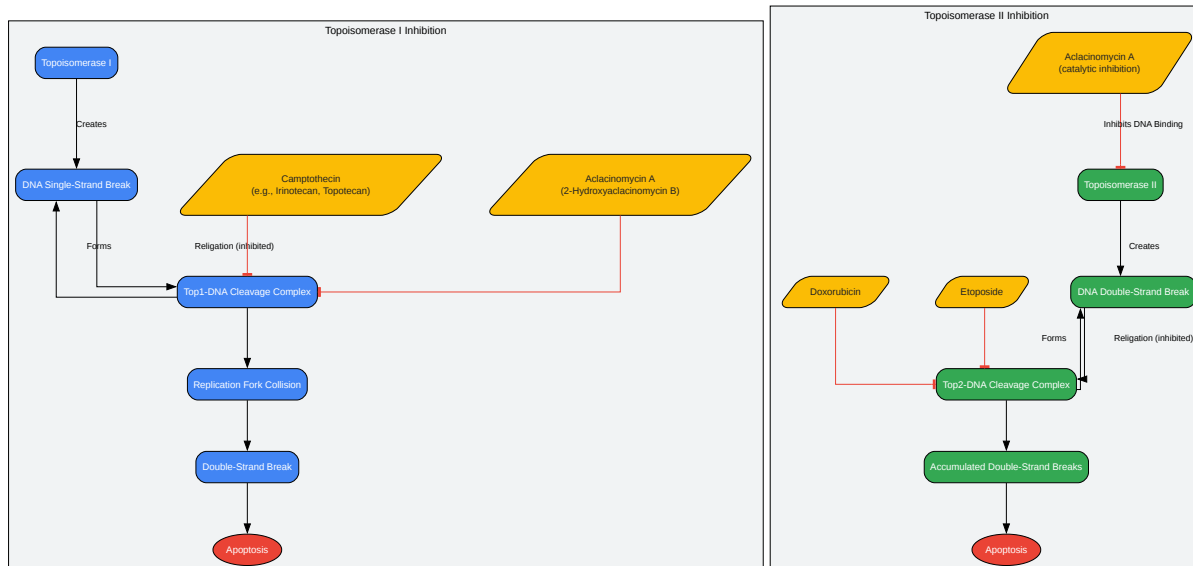 Topoisomerase I Inhibition
Topoisomerase I
Creates
DNA Single-Strand Break
Camptothecin
(e.g., Irinotecan, Topotecan)
Aclacinomycin A
(2-Hydroxyaclacinomycin B)
Forms
Religation (inhibited)
Top1-DNA Cleavage Complex
Replication Fork Collision
Double-Strand Break
Apoptosis
Topoisomerase II Inhibition
Aclacinomycin A
(catalytic inhibition)
Inhibits DNA Binding
Topoisomerase II
Creates
Doxorubicin
Etoposide
DNA Double-Strand Break
Forms
Religation (inhibited)
Top2-DNA Cleavage Complex
Accumulated Double-Strand Breaks
Apoptosis